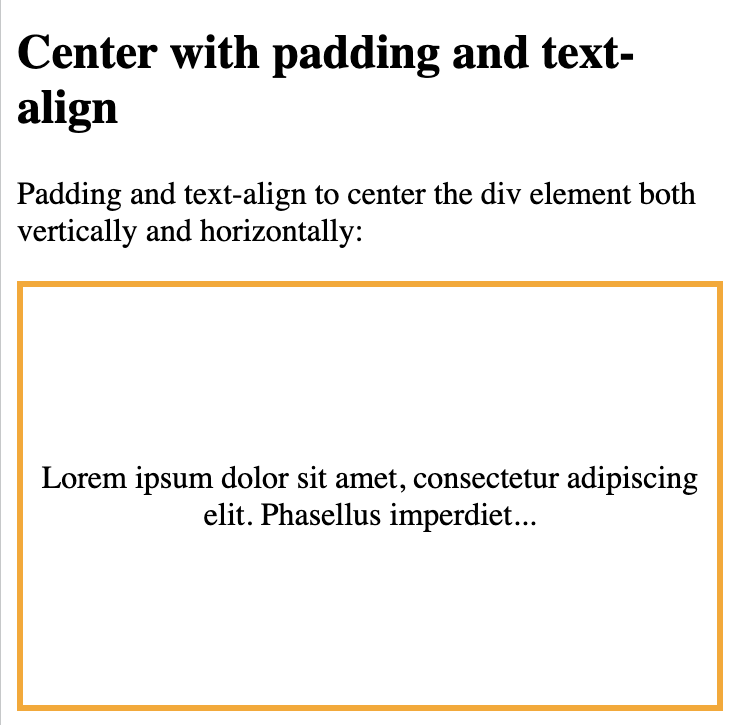 Center with padding and text-
align
Padding and text-align to center the div element both
vertically and horizontally:
Lorem ipsum dolor sit amet, consectetur adipiscing
elit. Phasellus imperdiet...